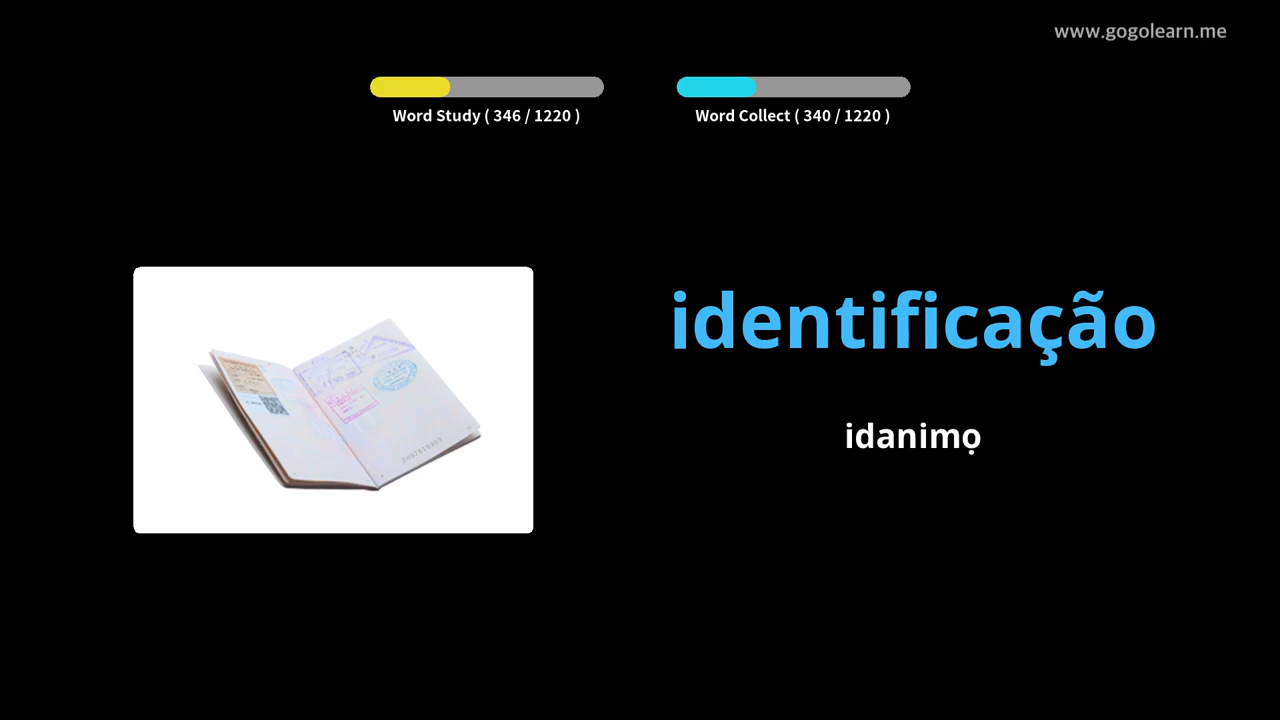 www.gogolearn.me
Word Study ( 346 / 1220 )
Word Collect ( 340 / 1220 )
identificação
idanimọ